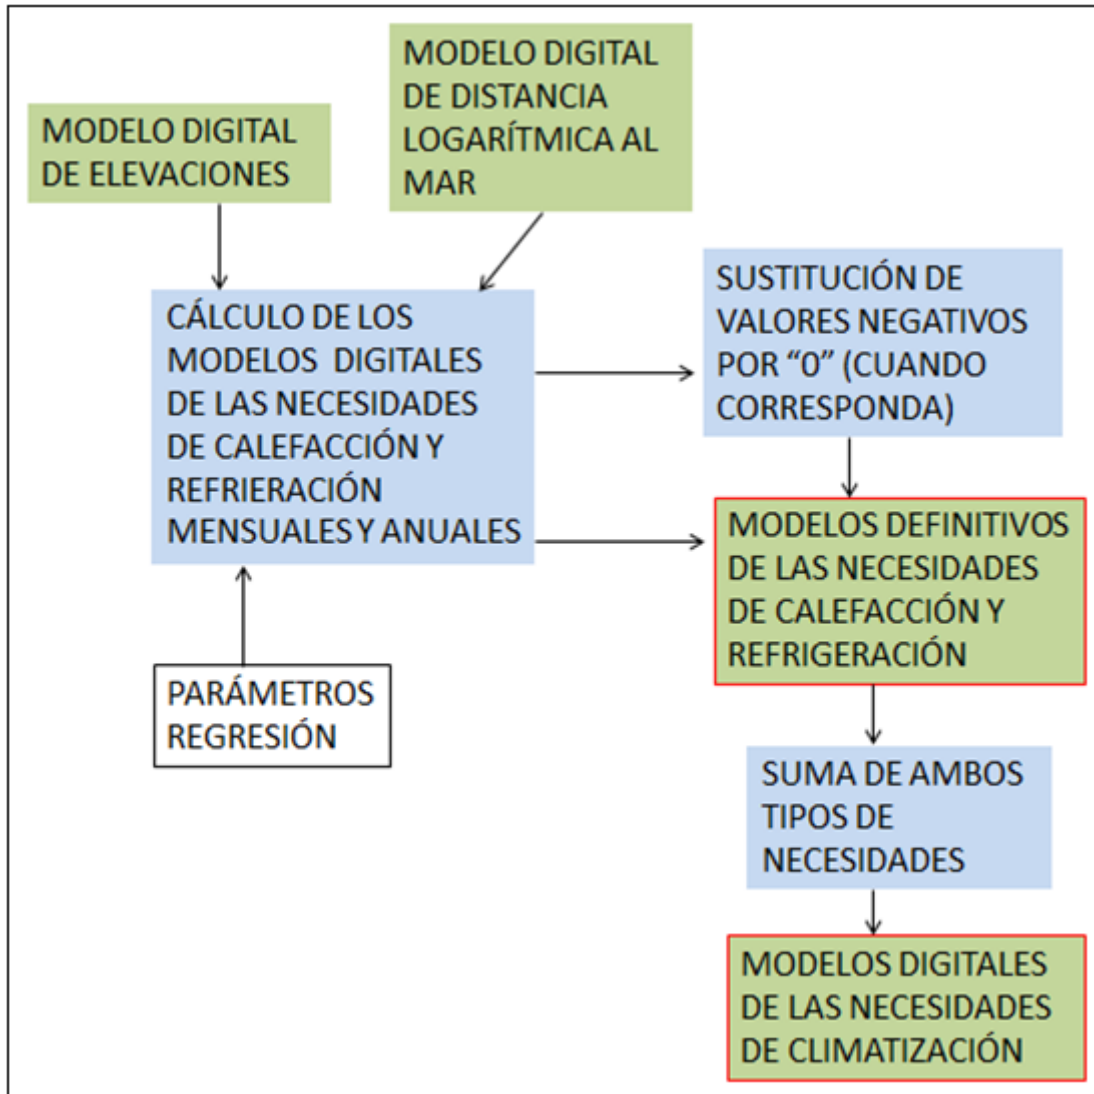 MODELO DIGITAL
DE ELEVACIONES
MODELO DIGITAL
DE DISTANCIA
LOGARÍTMICA AL
MAR
CÁLCULO DE LOS
MODELOS DIGITALES
DE LAS NECESIDADES
DE CALEFACCIÓN Y
REFRIERACIÓN
MENSUALES Y ANUALES
SUSTITUCIÓN DE
VALORES NEGATIVOS
POR “0” (CUANDO
CORRESPONDA)
PARÁMETROS
REGRESIÓN
MODELOS DEFINITIVOS
DE LAS NECESIDADES
DE CALEFACCIÓN Y
REFRIGERACIÓN
SUMA DE AMBOS
TIPOS DE
NECESIDADES
MODELOS DIGITALES
DE LAS NECESIDADES
DE CLIMATIZACIÓN